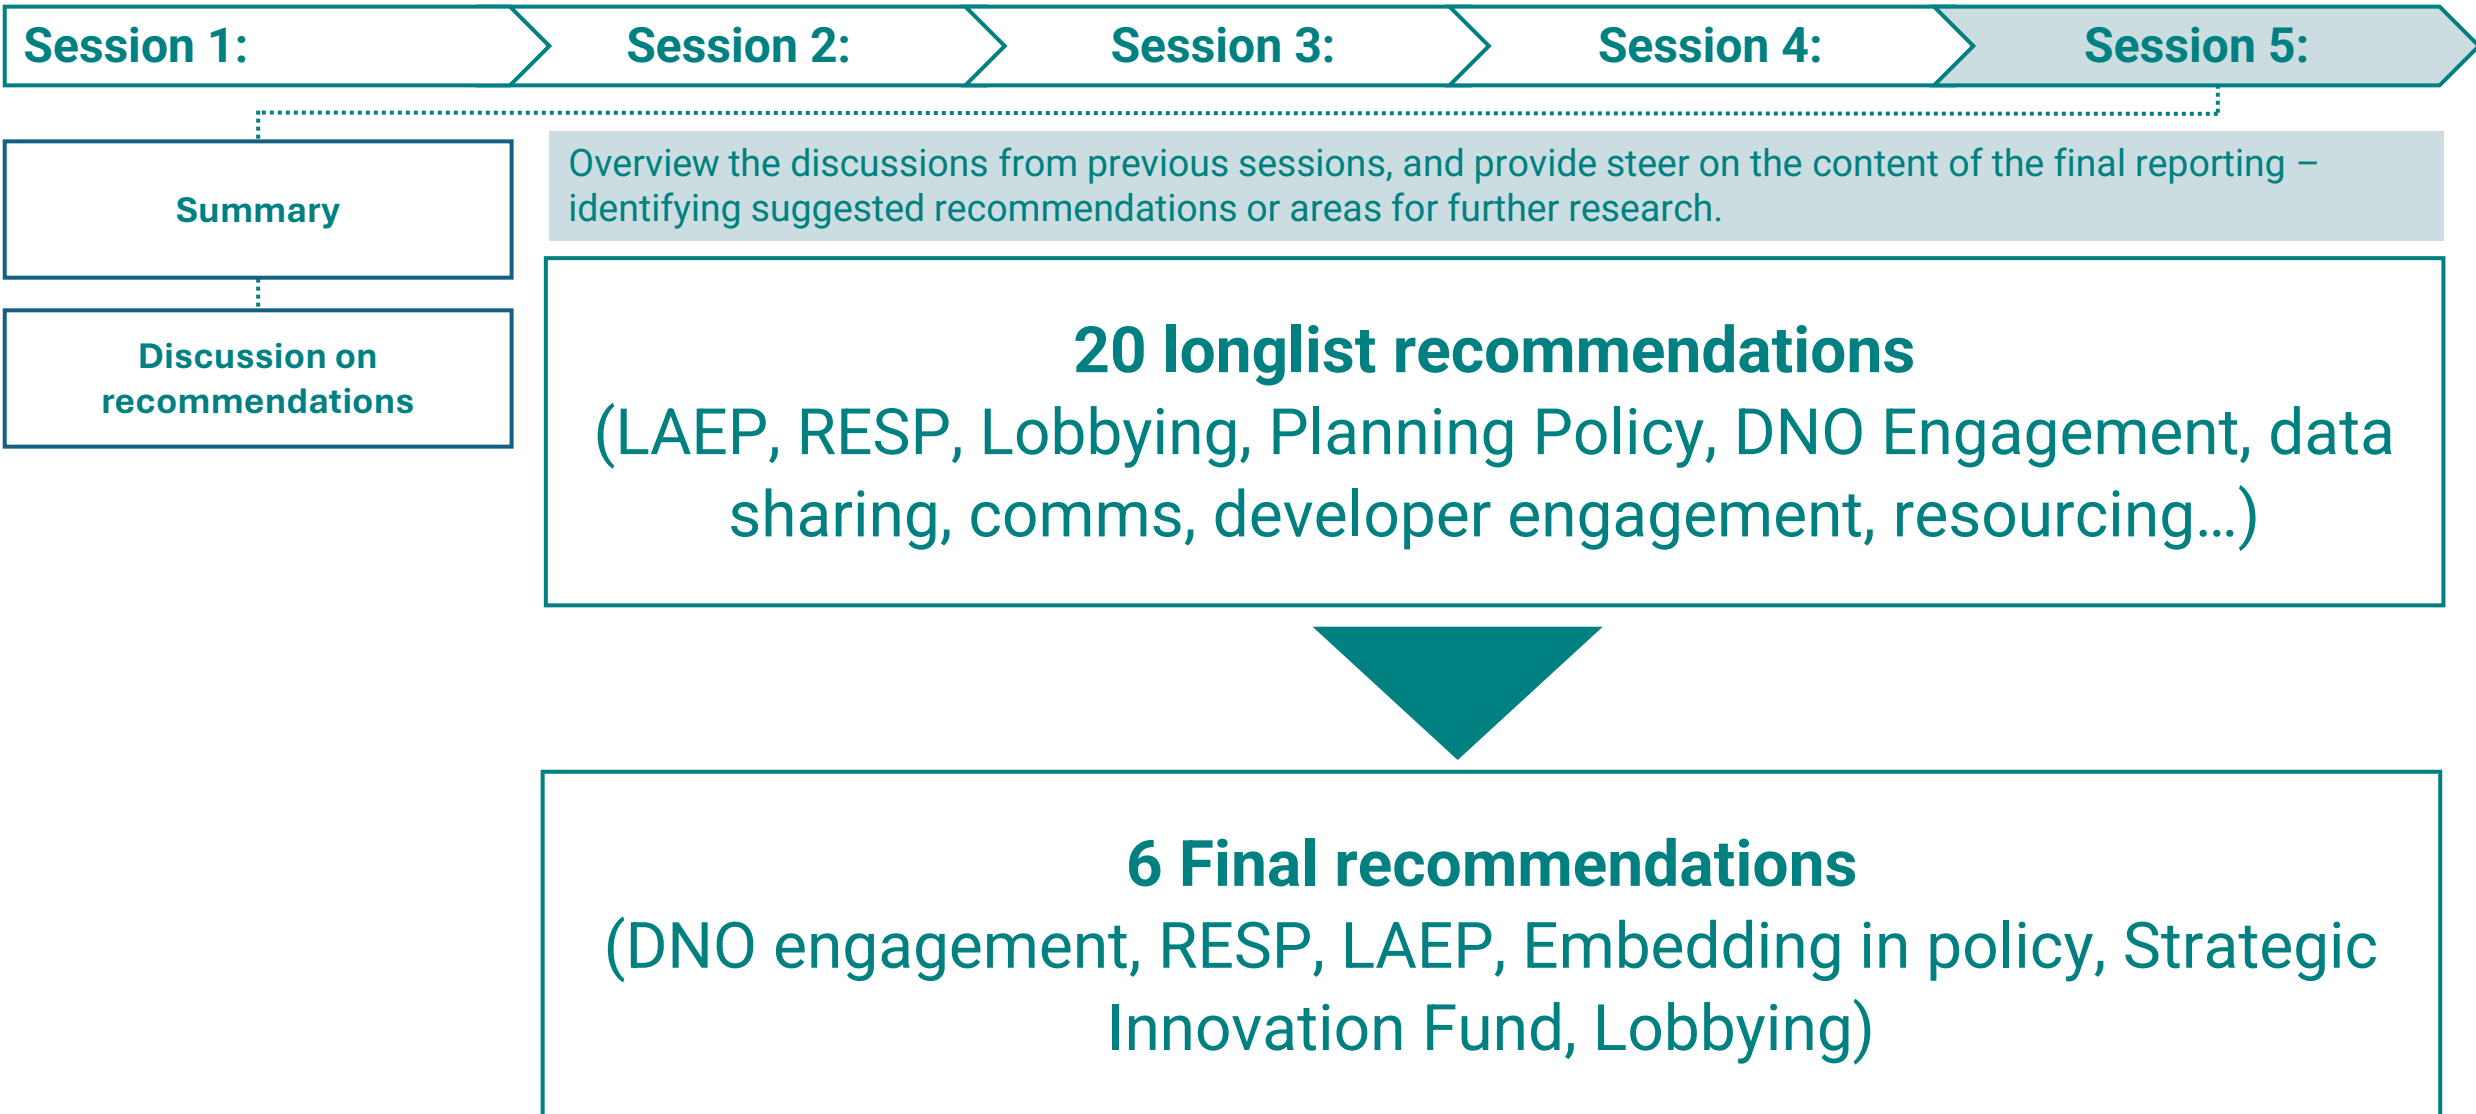 Session 1:
Session 2:
Session 3:
Session 4:
Session 5:
Summary
Discussion on
recommendations
Overview the discussions from previous sessions, and provide steer on the content of the final reporting –
identifying suggested recommendations or areas for further research.
20 longlist recommendations
(LAEP, RESP, Lobbying, Planning Policy, DNO Engagement, data
sharing, comms, developer engagement, resourcing…)
6 Final recommendations
(DNO engagement, RESP, LAEP, Embedding in policy, Strategic
Innovation Fund, Lobbying)